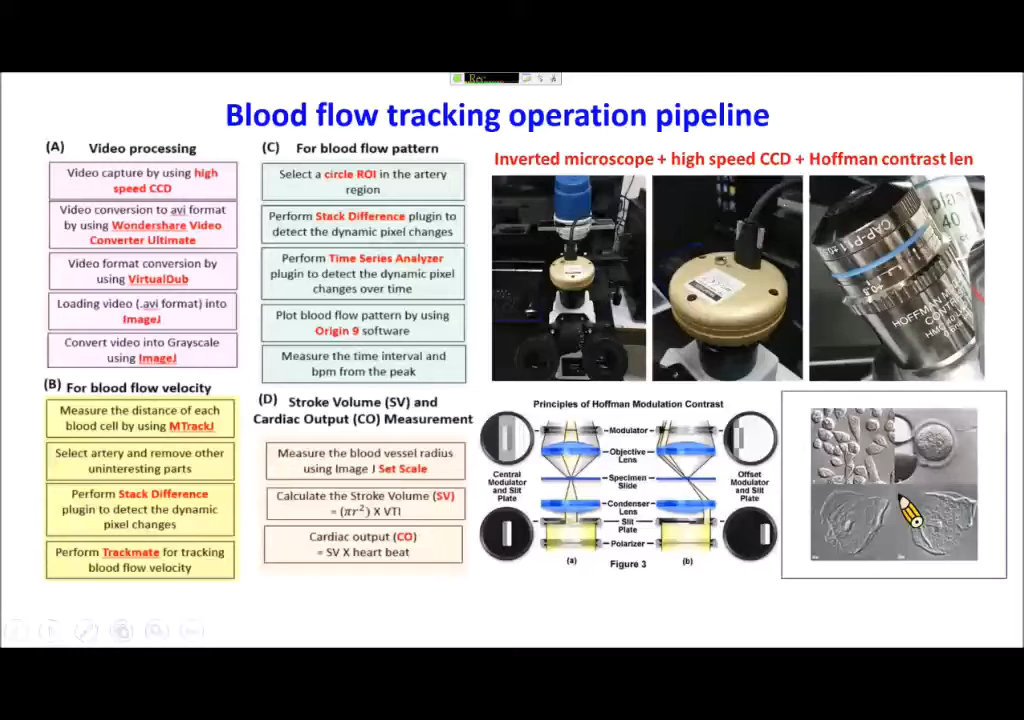 Blood flow tracking operation pipeline
(A) Video processing
Video capture by using high
speed CCD
Video conversion to avi format
by using Wondershare Video
Converter Ultimate
Video format conversion by
using VirtualDub
Loading video (.avi format) into
ImageJ
Convert video into Grayscale
using ImageJ
(B) For blood flow velocity
Measure the distance of each
blood cell by using MTrackJ
Select artery and remove other
uninteresting parts
Perform Stack Difference
plugin to detect the dynamic
pixel changes
Perform Trackmate for tracking
blood flow velocity
(C) For blood flow pattern
Select a circle ROI in the artery
region
Perform Stack Difference plugin to
detect the dynamic pixel changes
Perform Time Series Analyzer
plugin to detect the dynamic pixel
changes over time
Plot blood flow pattern by using
Origin 9 software
Measure the time interval and
bpm from the peak
(D) Stroke Volume (SV) and
Cardiac Output (CO) Measurement
Measure the blood vessel radius
using Image J Set Scale
Calculate the Stroke Volume (SV)
= (πr²) X VTI
Cardiac output (CO)
= SV X heart beat
Inverted microscope + high speed CCD + Hoffman contrast len
plan
40
HOFFMAN
Principles of Hoffman Modulation Contrast
Modulator
Objective
Lens
Central
Modulator
and Slit
Plate
Specimen
Slide
Offset
Modulator
and Slit
Plate
Condenser
Lens
Slit
Plate
Polarizer
(a)
(b)
Figure 3